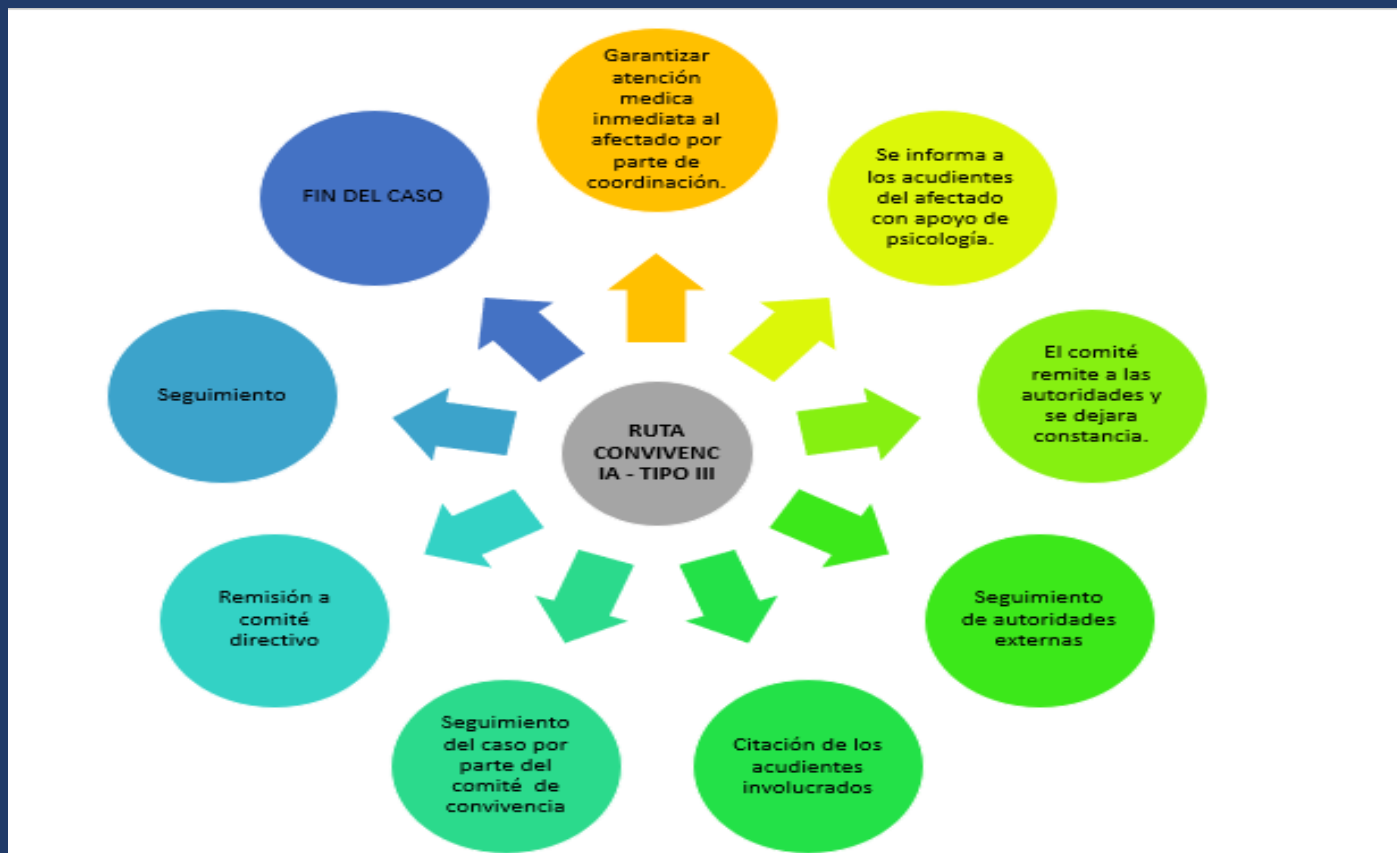 Garantizar
atención
medica
inmediata al
afectado por
parte de
coordinación.
Se informa a
los acudientes
del afectado
con apoyo de
psicología.
El comité
remite a las
autoridades y
se dejara
constancia.
Seguimiento
de autoridades
externas
Citación de los
acudientes
involucrados
Seguimiento
del caso por
parte del
comité de
convivencia
Remisión a
comité
directivo
Seguimiento
FIN DEL CASO
RUTA
CONVIVENC
IA - TIPO III